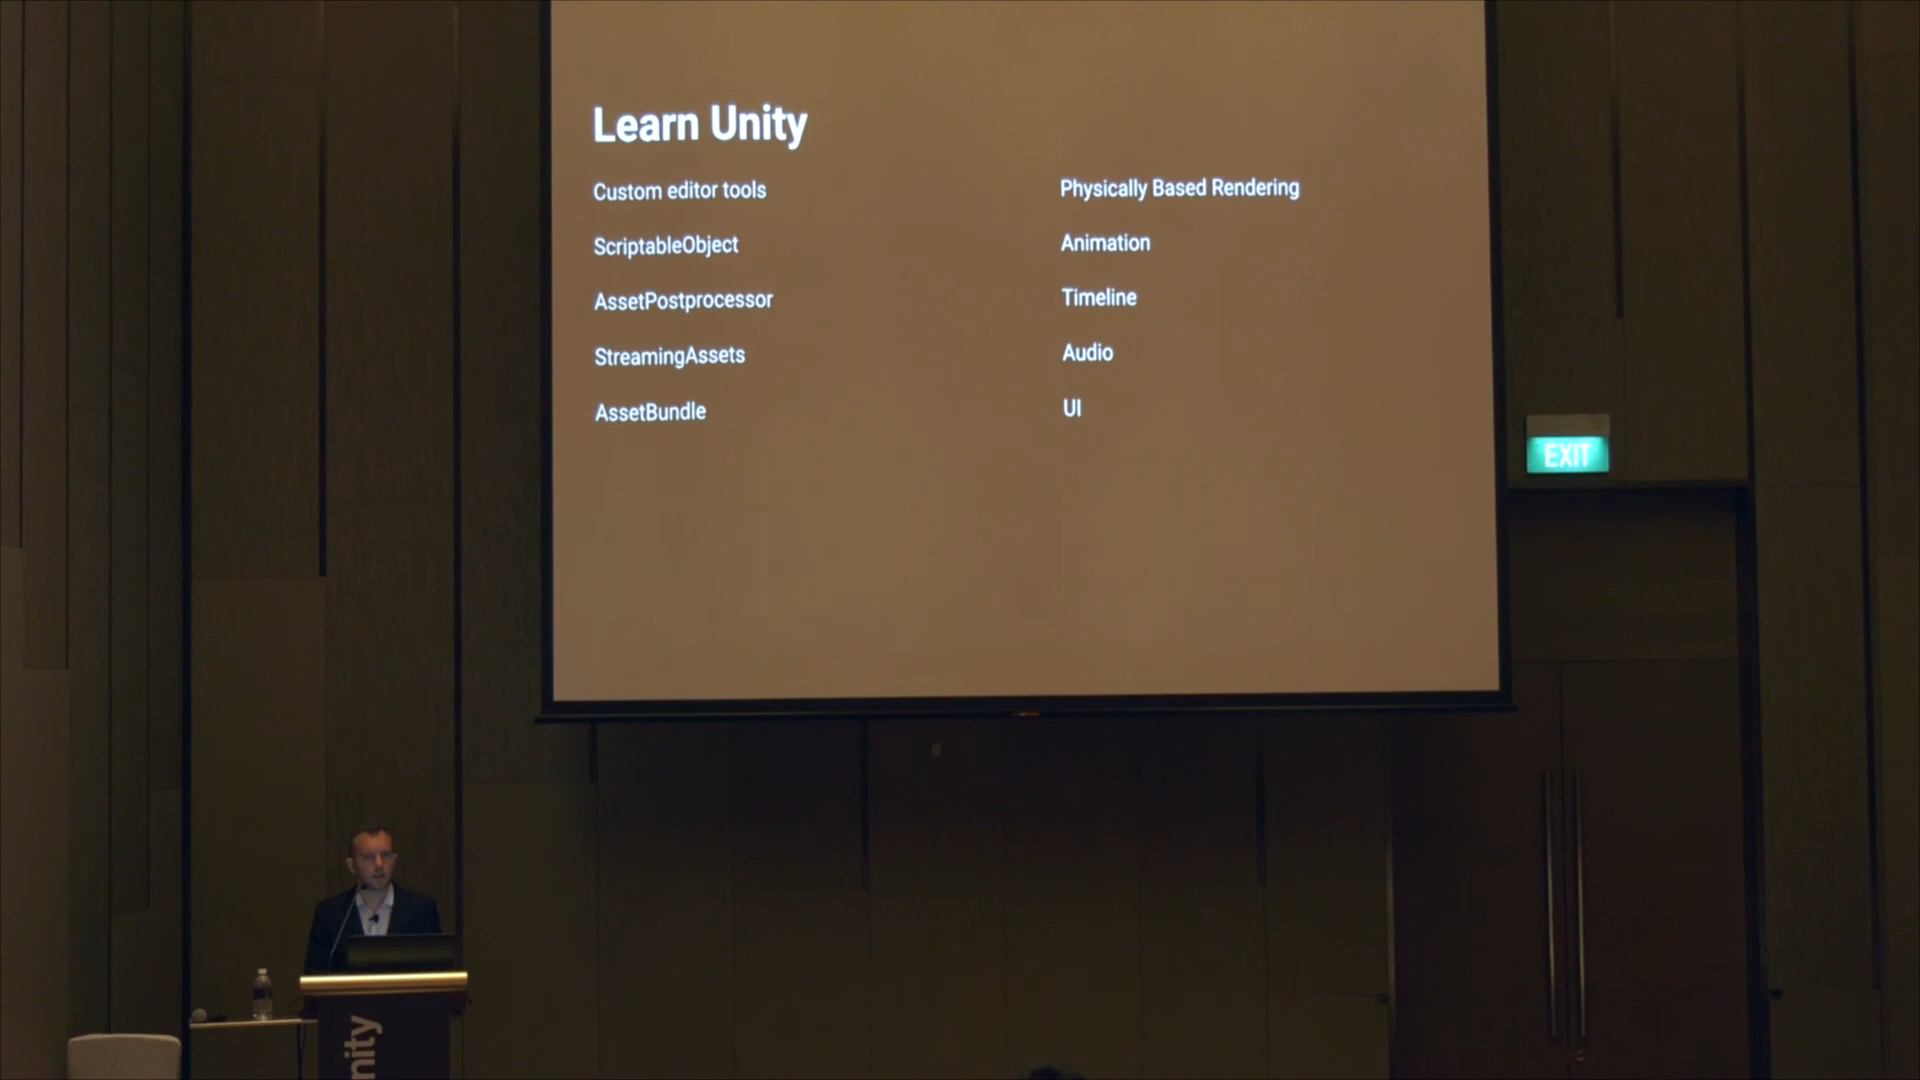 Learn Unity
Custom editor tools
ScriptableObject
AssetPostprocessor
StreamingAssets
AssetBundle
Physically Based Rendering
Animation
Timeline
Audio
UI
EXIT
nity